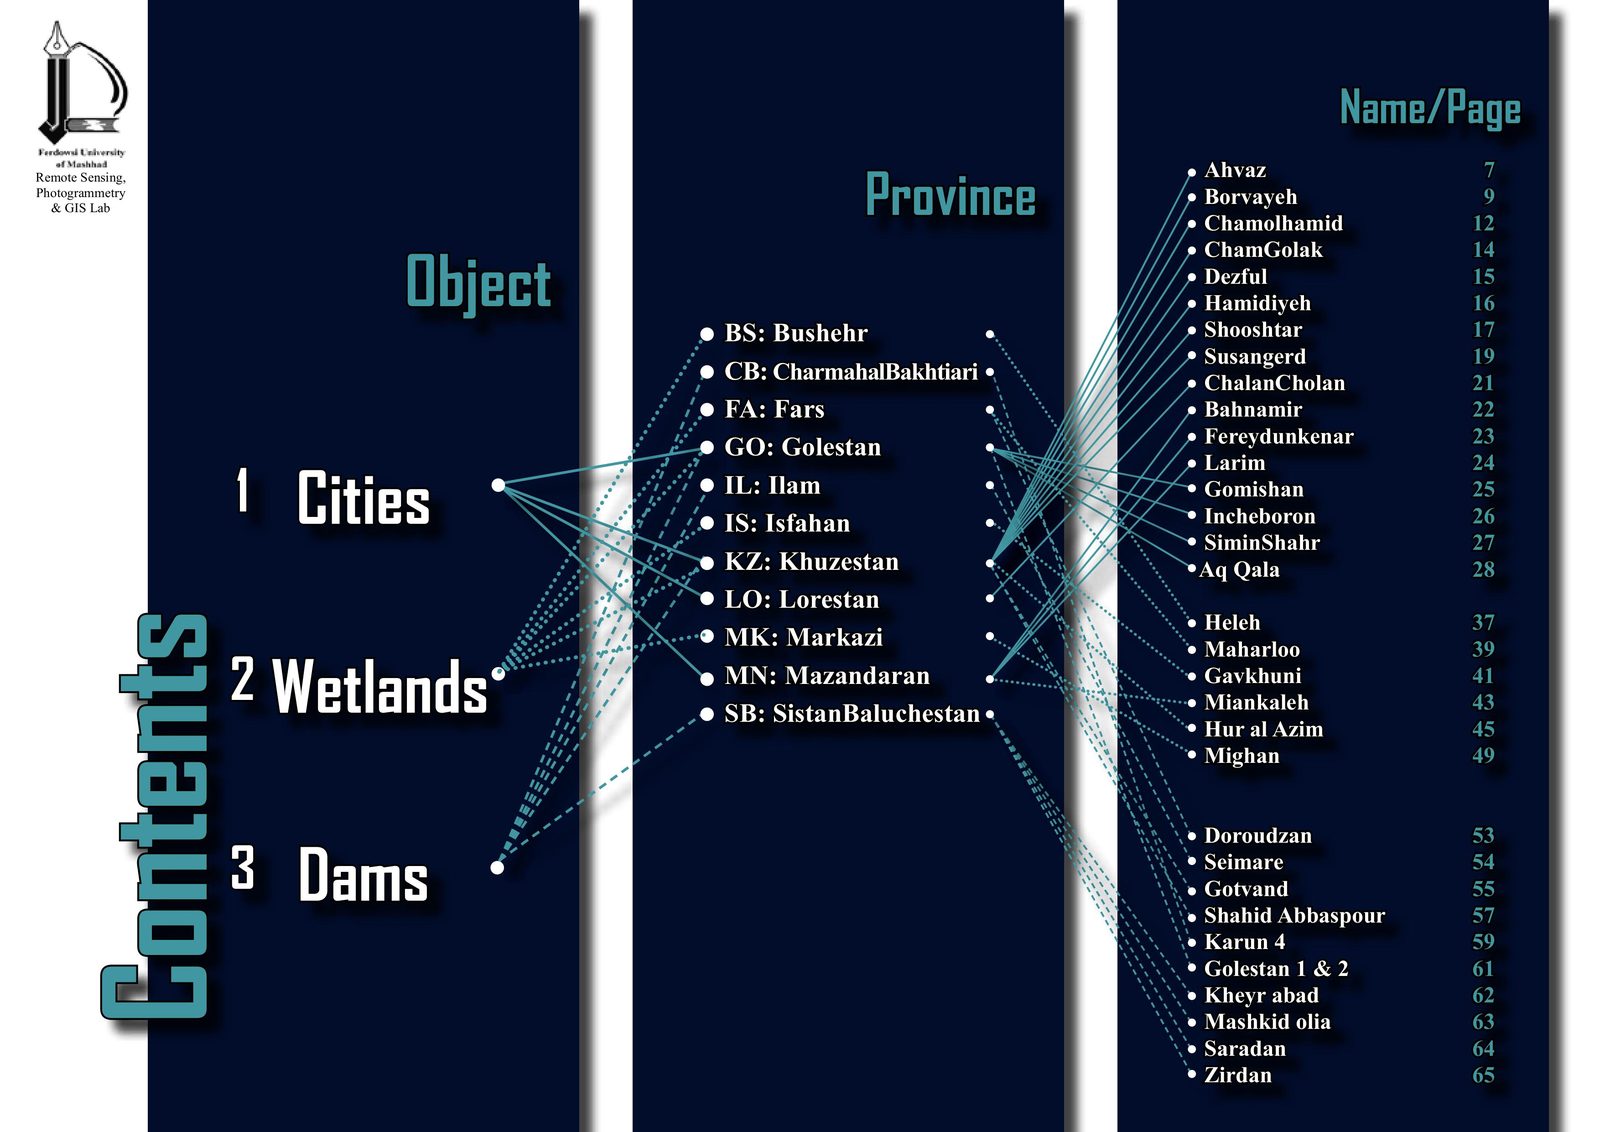 Ferdowsi University
of Mashhad
Remote Sensing,
Photogrammetry
& GIS Lab
Contents
Object
1 Cities
2 Wetlands
3 Dams
Province
BS: Bushehr
CB: CharmahalBakhtiari
FA: Fars
GO: Golestan
IL: Ilam
IS: Isfahan
KZ: Khuzestan
LO: Lorestan
MK: Markazi
MN: Mazandaran
SB: SistanBaluchestan
Name/Page
Ahvaz 7
Borvayeh 9
Chamolhamid 12
ChamGolak 14
Dezful 15
Hamidiyeh 16
Shooshtar 17
Susangerd 19
ChalanCholan 21
Bahnamir 22
Fereydunkenar 23
Larim 24
Gomishan 25
Incheboron 26
SiminShahr 27
Aq Qala 28
Heleh 37
Maharloo 39
Gavkhuni 41
Miankaleh 43
Hur al Azim 45
Mighan 49
Doroudzan 53
Seimare 54
Gotvand 55
Shahid Abbaspour 57
Karun 4 59
Golestan 1 & 2 61
Kheyr abad 62
Mashkid olia 63
Saradan 64
Zirdan 65